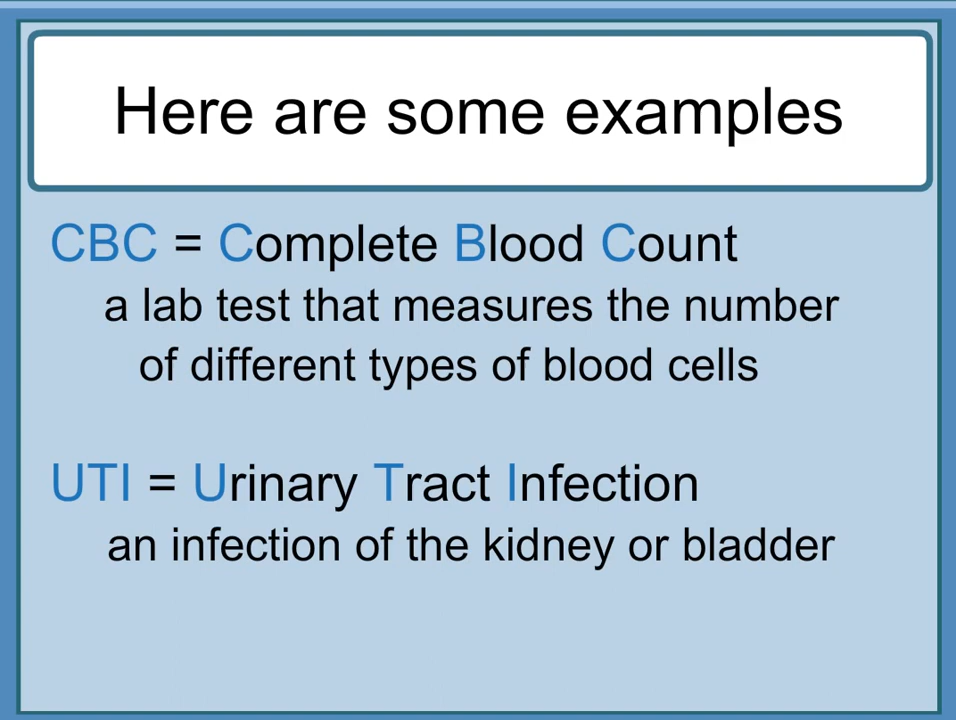 Here are some examples
CBC = Complete Blood Count
a lab test that measures the number
of different types of blood cells
UTI = Urinary Tract Infection
an infection of the kidney or bladder